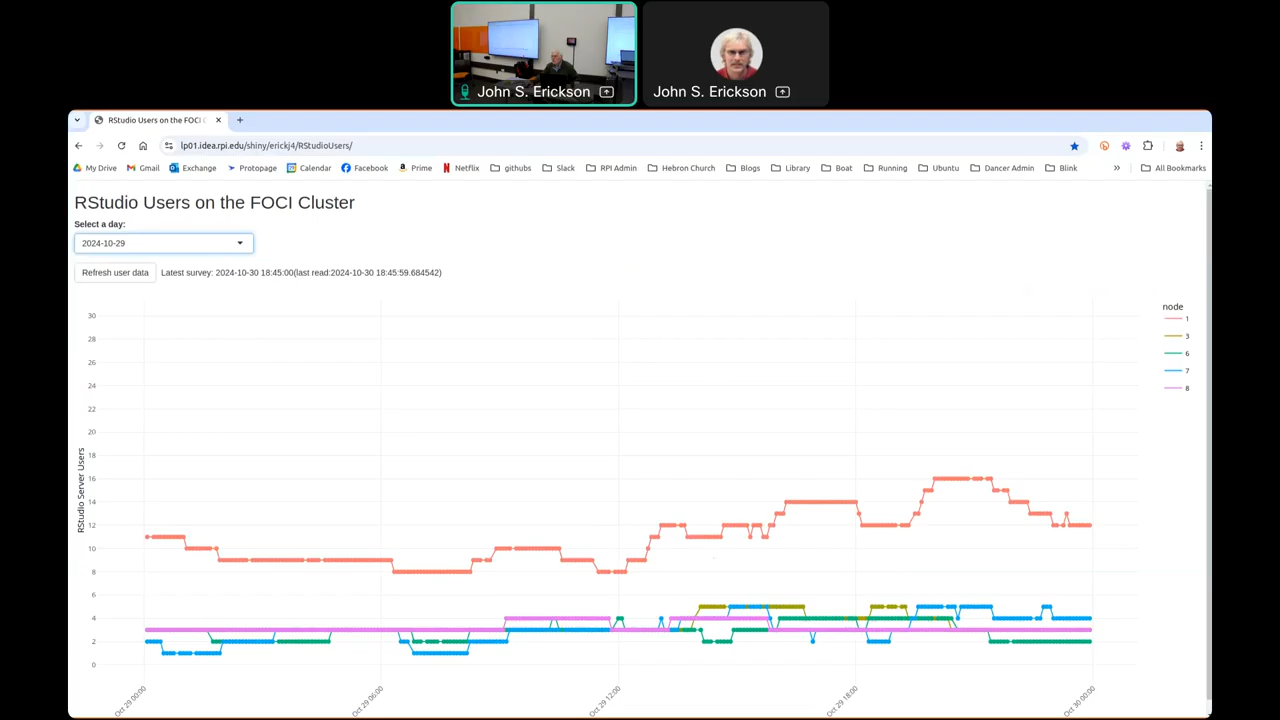 John S. Erickson
John S. Erickson
RStudio Users on the FOCI C
lp01.idea.rpi.edu/shiny/erickj4/RStudioUsers/
My Drive Gmail Exchange Protopage Calendar Facebook Prime Netflix githubs Slack RPI Admin Hebron Church Blogs Library Boat Running Ubuntu Dancer Admin Blink » All Bookmarks
RStudio Users on the FOCI Cluster
Select a day:
2024-10-29
Refresh user data Latest survey: 2024-10-30 18:45:00(last read:2024-10-30 18:45:59.684542)
node
1
3
6
7
8
30
28
26
24
22
20
18
16
14
12
10
8
6
4
2
0
RStudio Server Users
Oct 29 00:00
Oct 29 06:00
Oct 29 12:00
Oct 29 18:00
Oct 30 00:00